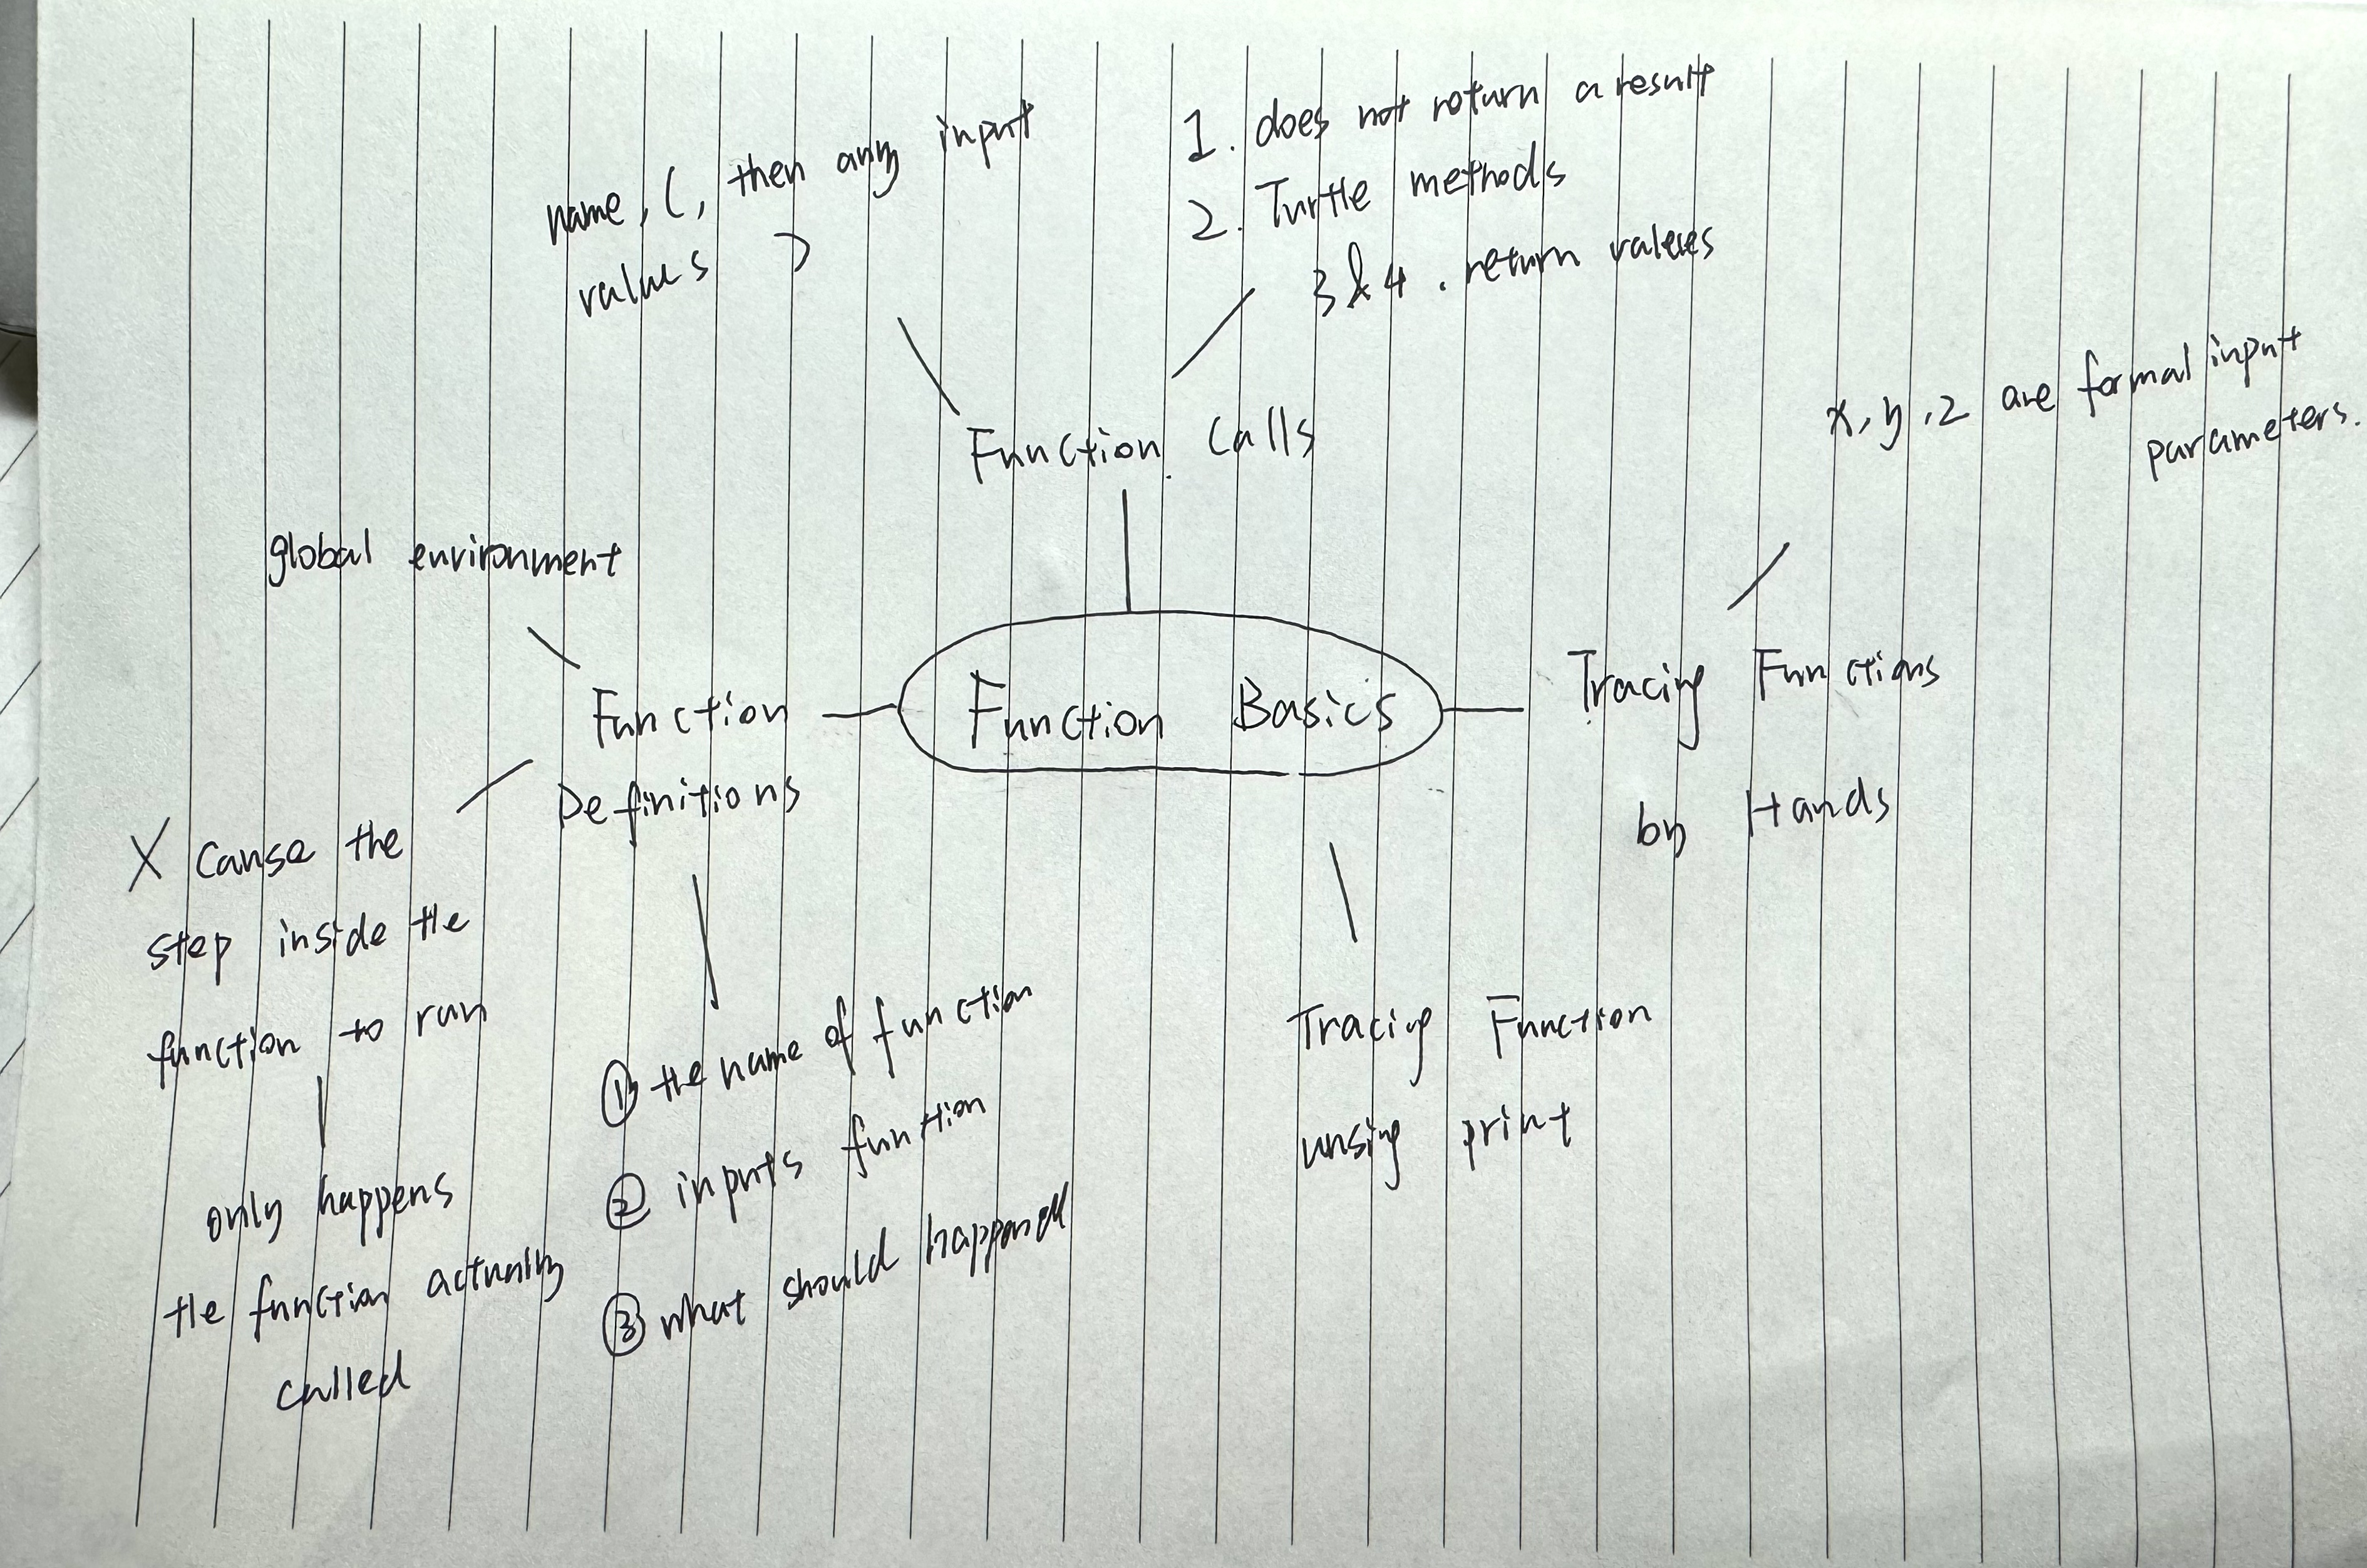 name, (, then any input
values )
1. does not return a result
2. Turtle methods
3 & 4. return values
Function Calls
x, y, z are formal input
parameters.
global environment
Function Basics
Function
Definitions
Tracing Functions
by Hands
X Cause the
step inside the
function to run
only happens
the function actually
called
① the name of function
② inputs function
③ what should happened
Tracing Function
unsing print